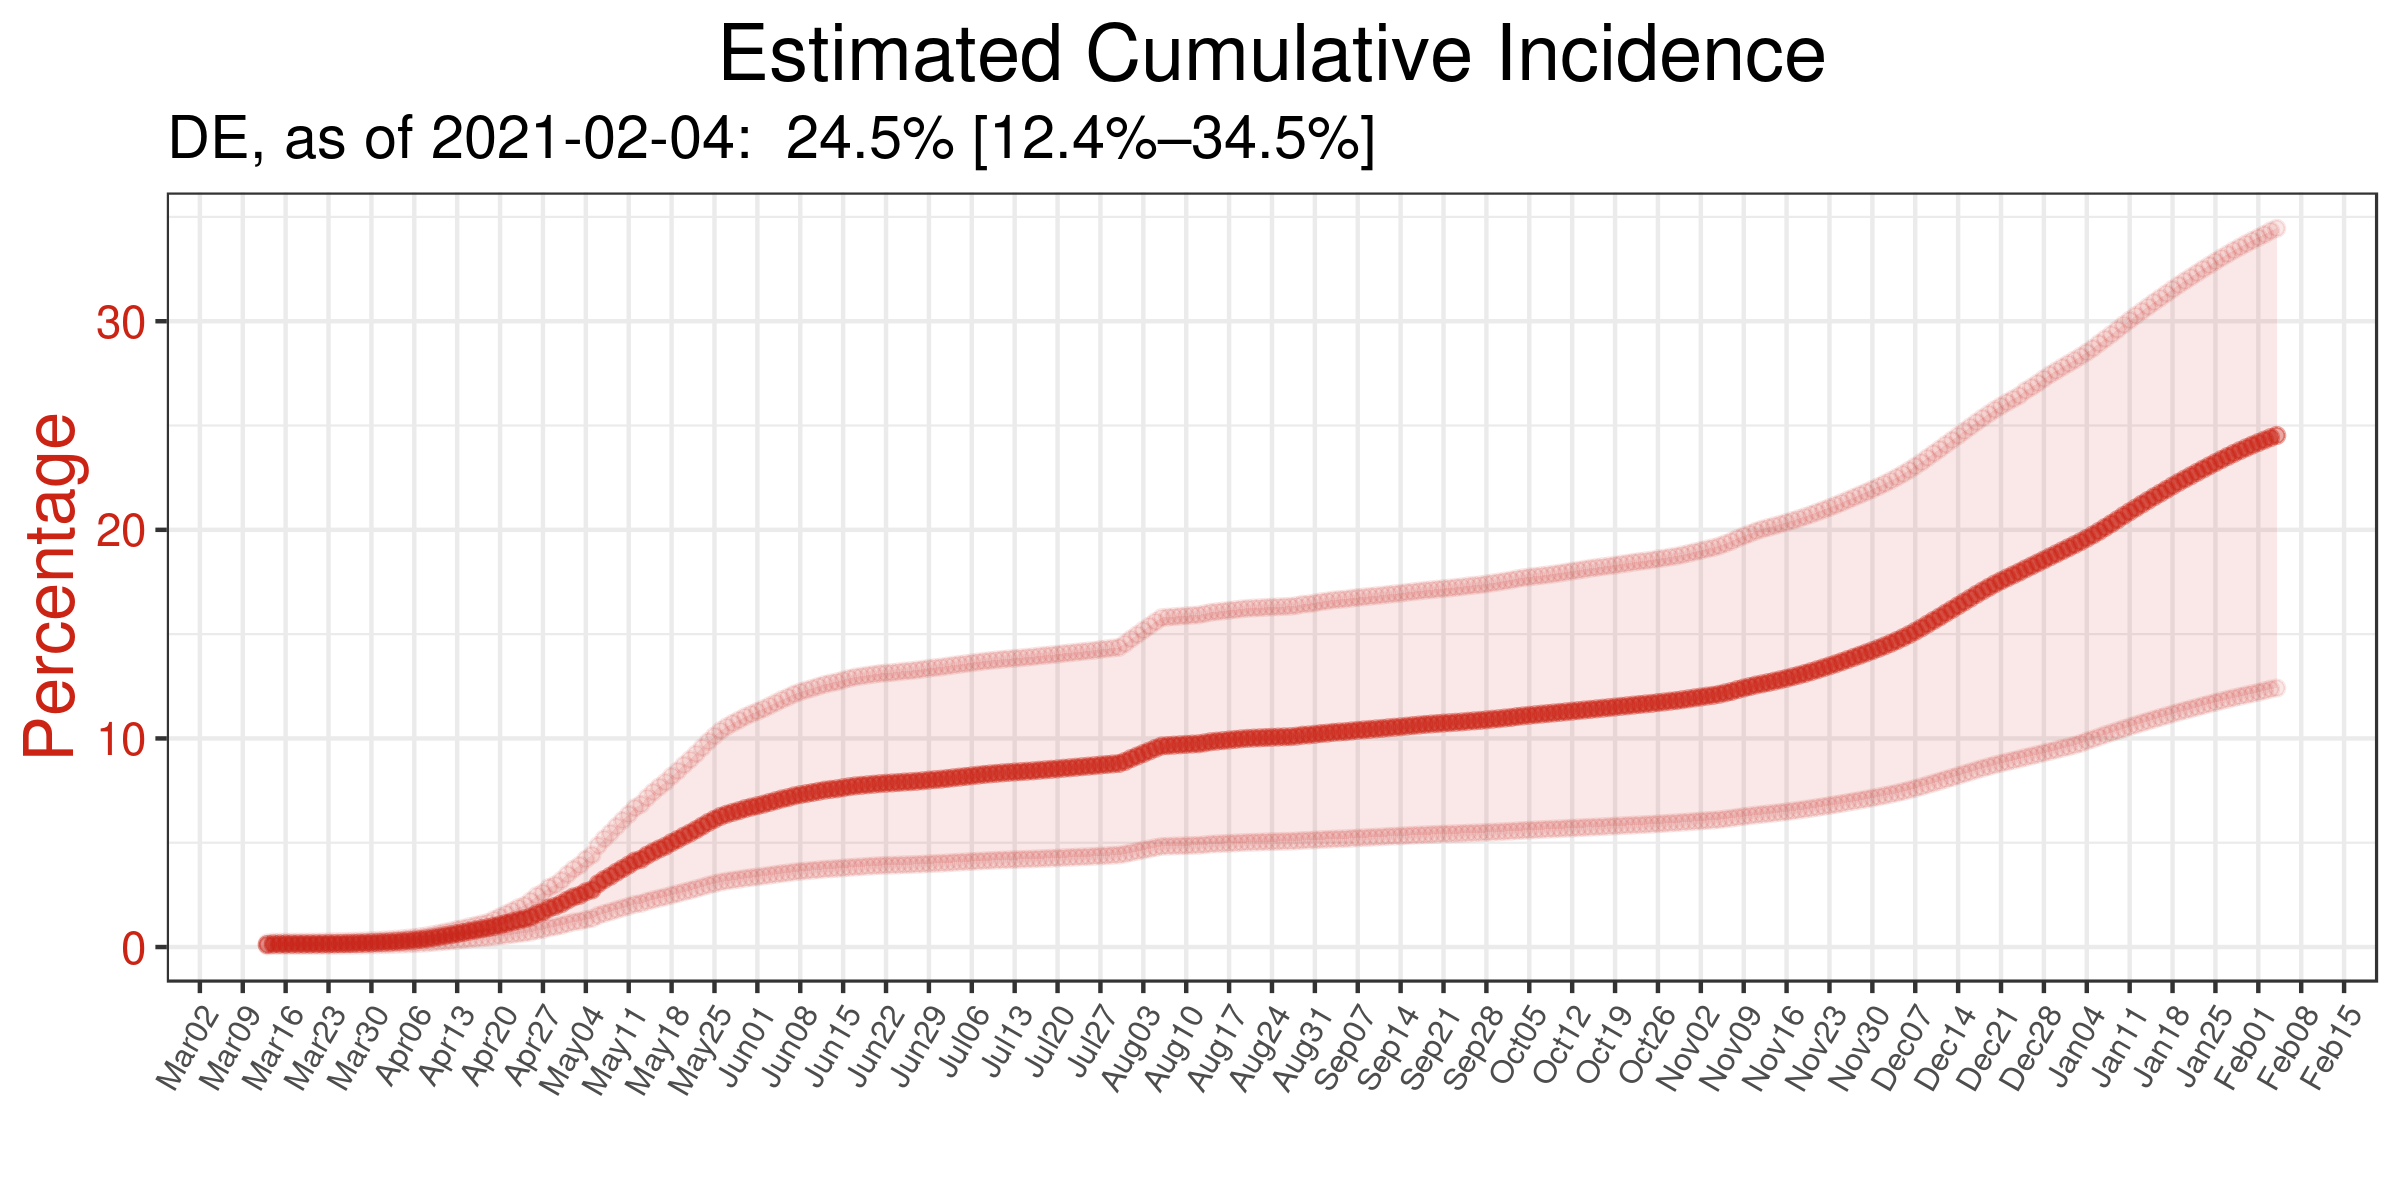 Estimated Cumulative Incidence
DE, as of 2021-02-04:  24.5% [12.4%–34.5%]
Percentage
30
20
10
0
Mar02
Mar09
Mar16
Mar23
Mar30
Apr06
Apr13
Apr20
Apr27
May04
May11
May18
May25
Jun01
Jun08
Jun15
Jun22
Jun29
Jul06
Jul13
Jul20
Jul27
Aug03
Aug10
Aug17
Aug24
Aug31
Sep07
Sep14
Sep21
Sep28
Oct05
Oct12
Oct19
Oct26
Nov02
Nov09
Nov16
Nov23
Nov30
Dec07
Dec14
Dec21
Dec28
Jan04
Jan11
Jan18
Jan25
Feb01
Feb08
Feb15